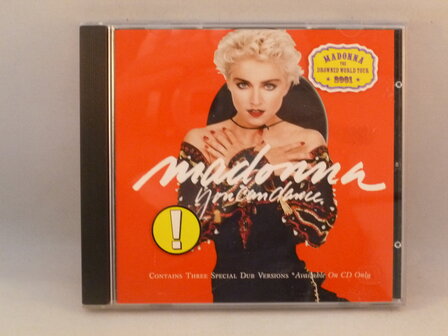 MADONNA
THE
DROWNED WORLD TOUR
2001
madonna
you can dance
!
CONTAINS THREE SPECIAL DUB VERSIONS *Available On CD Only